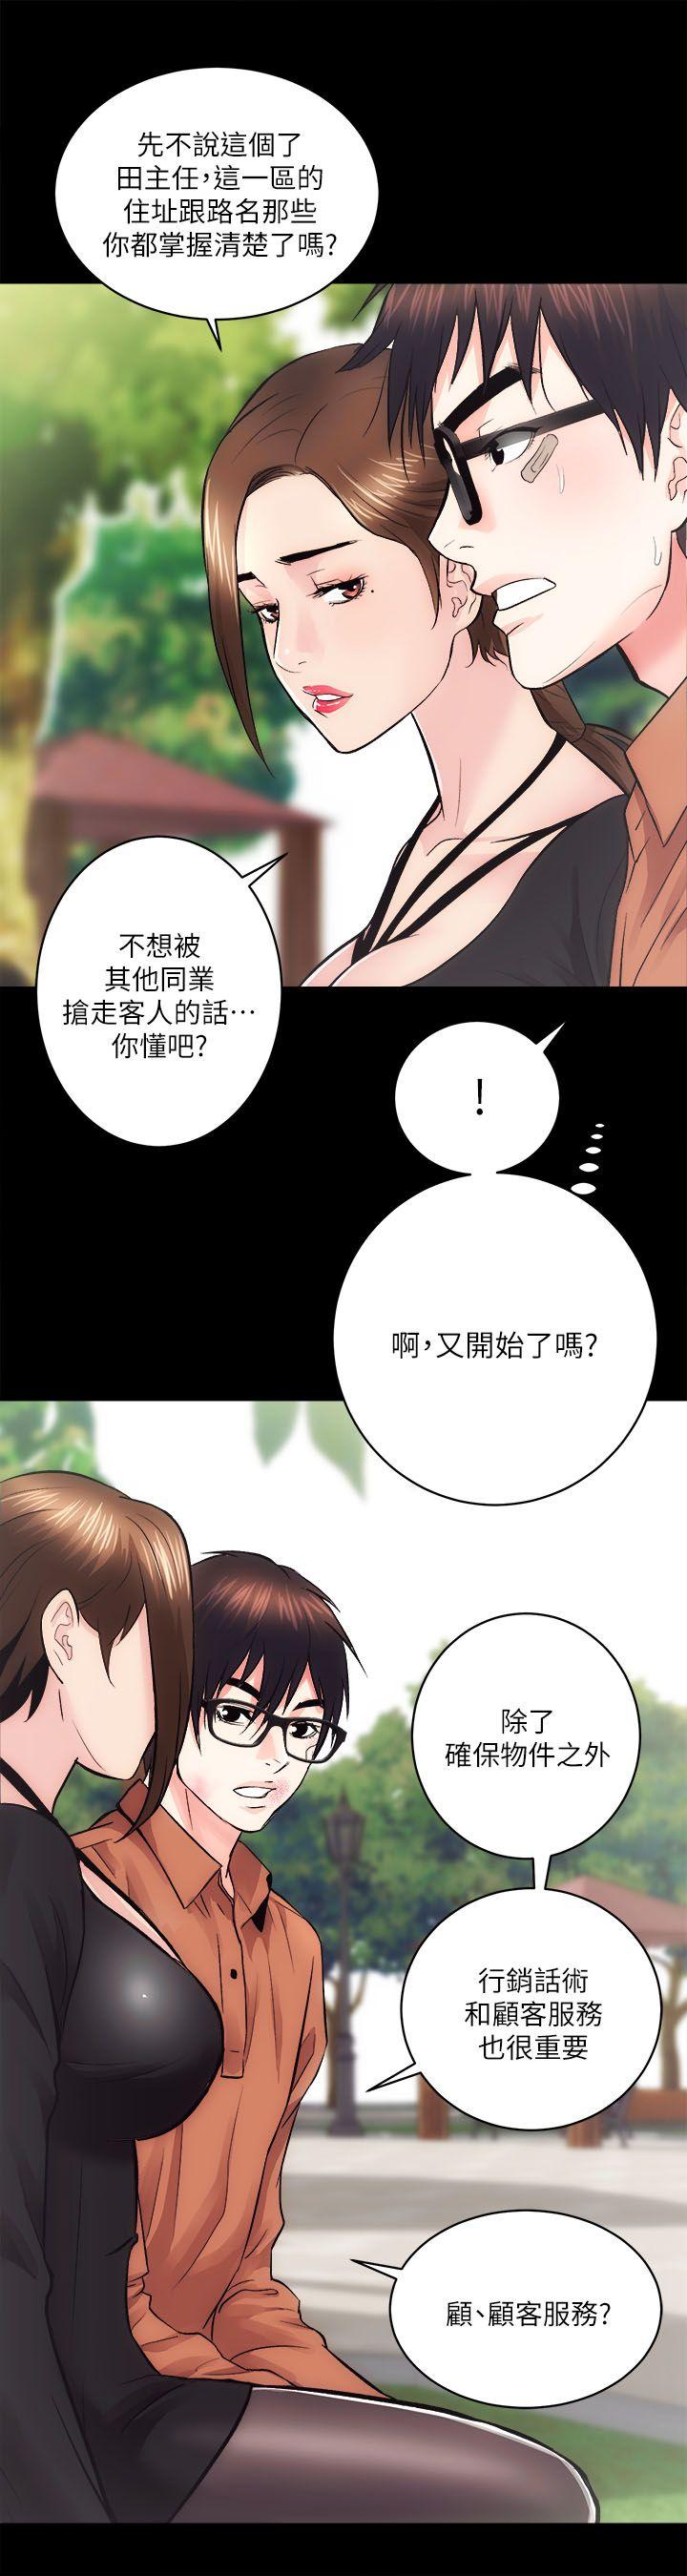 先不說這個了
田主任，這一區的
住址跟路名那些
你都掌握清楚了嗎?
不想被
其他同業
搶走客人的話…
你懂吧?
!
啊，又開始了嗎?
除了
確保物件之外
行銷話術
和顧客服務
也很重要
顧、顧客服務?